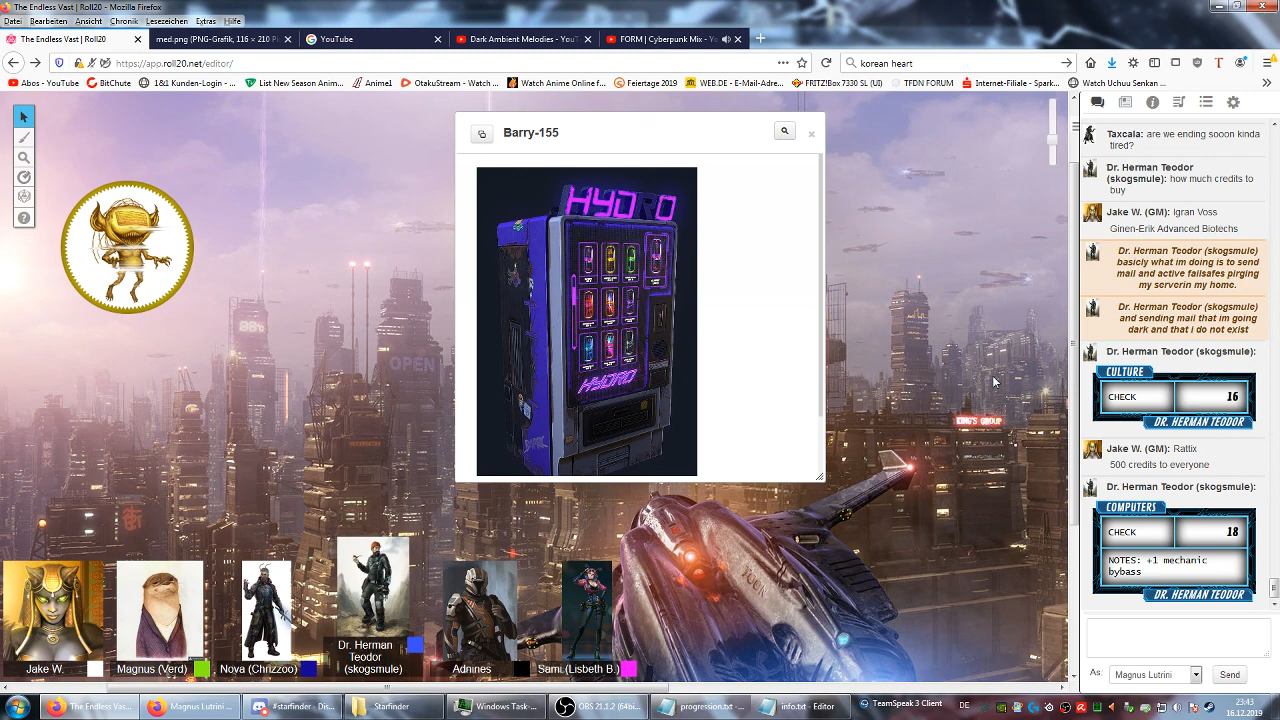 The Endless Vast | Roll20 - Mozilla Firefox
Datei Bearbeiten Ansicht Chronik Lesezeichen Extras Hilfe
The Endless Vast | Roll20
med.png (PNG-Grafik, 116 × 210 Pi
YouTube
Dark Ambient Melodies - YouT
FORM | Cyberpunk Mix - Yo
https://app.roll20.net/editor/
korean heart
Abos - YouTube
BitChute
1&1 Kunden-Login - ...
List New Season Anim...
Anime1
OtakuStream - Watch ...
Watch Anime Online f...
Feiertage 2019
WEB.DE - E-Mail-Adre...
FRITZ!Box 7330 SL (UI)
TFDN FORUM
Internet-Filiale - Spark...
Watch Uchuu Senkan ...
Barry-155
HYDRO
HYDRO
98%
OPEN
KING'S GROUP
Taxcala: are we ending sooon kinda
tired?
Dr. Herman Teodor
(skogsmule): how much credits to
buy
Jake W. (GM): Igran Voss
Ginen-Erik Advanced Biotechs
Dr. Herman Teodor (skogsmule)
basicly what im doing is to send
mail and active failsafes pirging
my serverin my home.
Dr. Herman Teodor (skogsmule)
and sending mail that im going
dark and that i do not exist
Dr. Herman Teodor (skogsmule):
CULTURE
CHECK 16
DR. HERMAN TEODOR
Jake W. (GM): Rattix
500 credits to everyone
Dr. Herman Teodor (skogsmule):
COMPUTERS
CHECK 18
NOTES: +1 mechanic
bybass
DR. HERMAN TEODOR
As: Magnus Lutrini Send
Jake W.
Magnus (Verd)
Nova (Chrizzoo)
Dr. Herman
Teodor
(skogsmule)
Adnines
Sami (Lisbeth B.)
The Endless Vas...
Magnus Lutrini ...
#starfinder - Dis...
Starfinder
Windows Task-...
OBS 21.1.2 (64bi...
progression.txt - ...
info.txt - Editor
TeamSpeak 3 Client
DE
23:43
16.12.2019